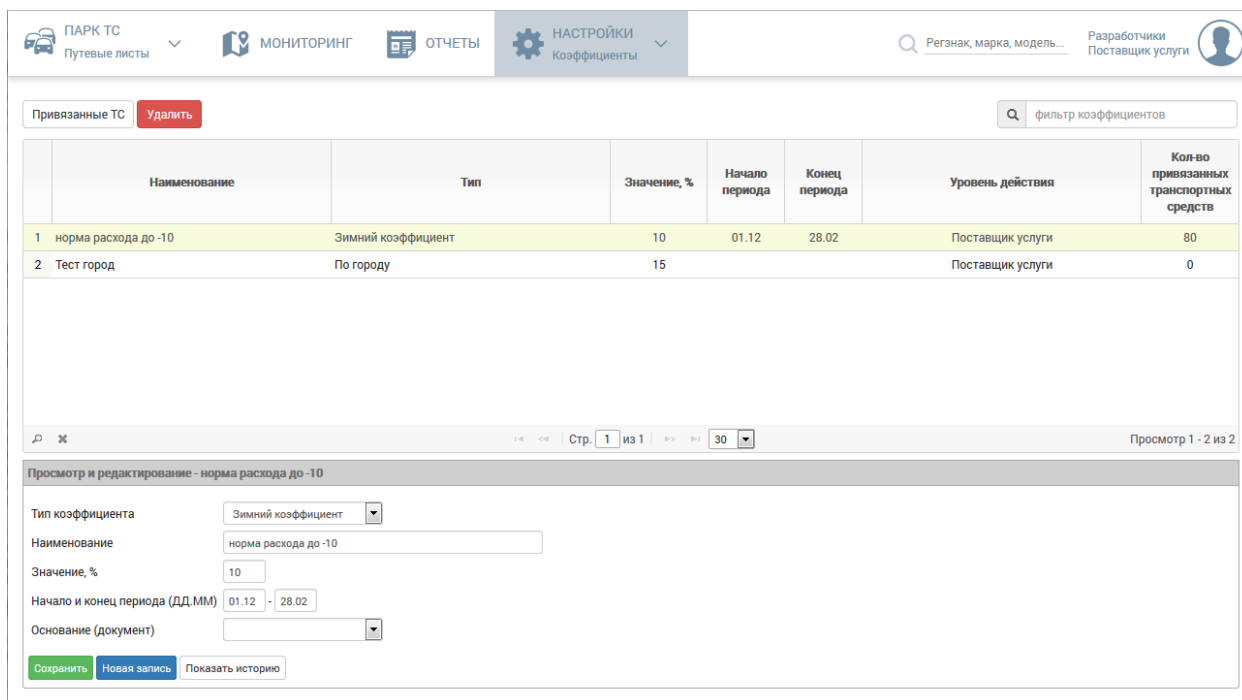 ПАРК ТС
Путевые листы
МОНИТОРИНГ
ОТЧЕТЫ
НАСТРОЙКИ
Коэффициенты
Регзнак, марка, модель...
Разработчики
Поставщик услуги
Привязанные ТС
Удалить
фильтр коэффициентов
Наименование
Тип
Значение, %
Начало
периода
Конец
периода
Уровень действия
Кол-во
привязанных
транспортных
средств
1 норма расхода до -10 Зимний коэффициент 10 01.12 28.02 Поставщик услуги 80
2 Тест город По городу 15 Поставщик услуги 0
Стр. 1 из 1 30 Просмотр 1 - 2 из 2
Просмотр и редактирование - норма расхода до -10
Тип коэффициента Зимний коэффициент
Наименование норма расхода до -10
Значение, % 10
Начало и конец периода (ДД.ММ) 01.12 - 28.02
Основание (документ)
Сохранить Новая запись Показать историю